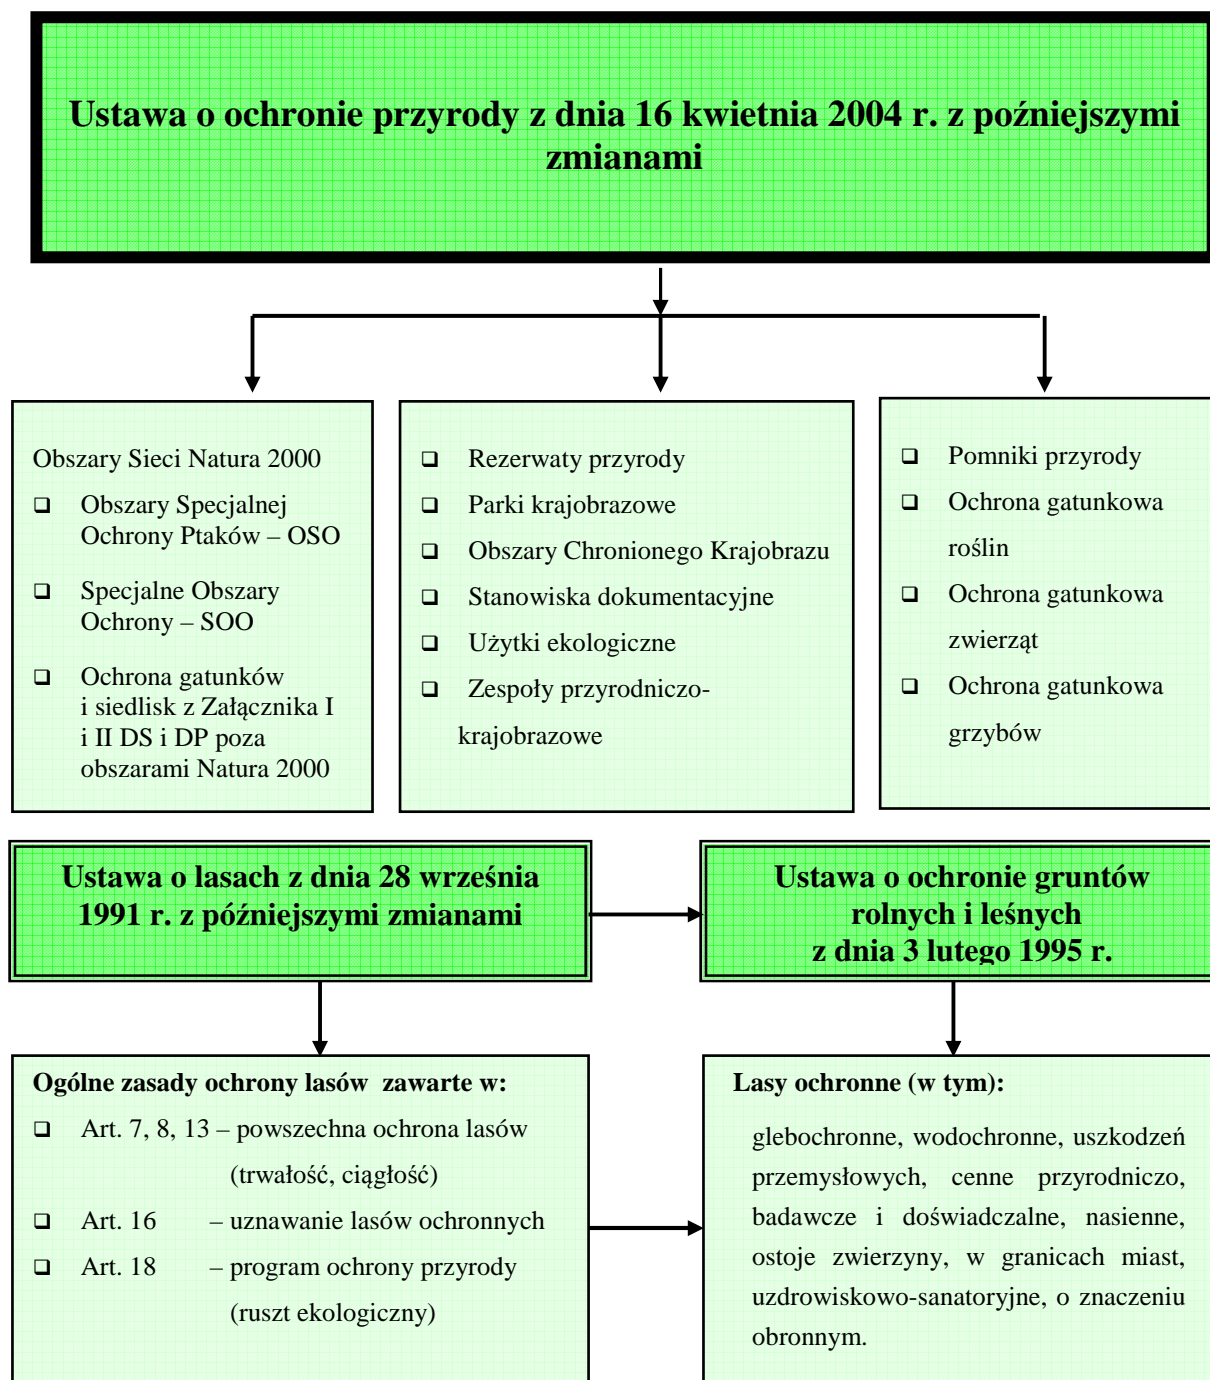 Ustawa o ochronie przyrody z dnia 16 kwietnia 2004 r. z poźniejszymi
zmianami
Obszary Sieci Natura 2000
❑ Obszary Specjalnej
Ochrony Ptaków – OSO
❑ Specjalne Obszary
Ochrony – SOO
❑ Ochrona gatunków
i siedlisk z Załącznika I
i II DS i DP poza
obszarami Natura 2000
❑ Rezerwaty przyrody
❑ Parki krajobrazowe
❑ Obszary Chronionego Krajobrazu
❑ Stanowiska dokumentacyjne
❑ Użytki ekologiczne
❑ Zespoły przyrodniczo-
krajobrazowe
❑ Pomniki przyrody
❑ Ochrona gatunkowa
roślin
❑ Ochrona gatunkowa
zwierząt
❑ Ochrona gatunkowa
grzybów
Ustawa o lasach z dnia 28 września
1991 r. z późniejszymi zmianami
Ustawa o ochronie gruntów
rolnych i leśnych
z dnia 3 lutego 1995 r.
Ogólne zasady ochrony lasów zawarte w:
❑ Art. 7, 8, 13 – powszechna ochrona lasów
(trwałość, ciągłość)
❑ Art. 16 – uznawanie lasów ochronnych
❑ Art. 18 – program ochrony przyrody
(ruszt ekologiczny)
Lasy ochronne (w tym):
glebochronne, wodochronne, uszkodzeń
przemysłowych, cenne przyrodniczo,
badawcze i doświadczalne, nasienne,
ostoje zwierzyny, w granicach miast,
uzdrowiskowo-sanatoryjne, o znaczeniu
obronnym.